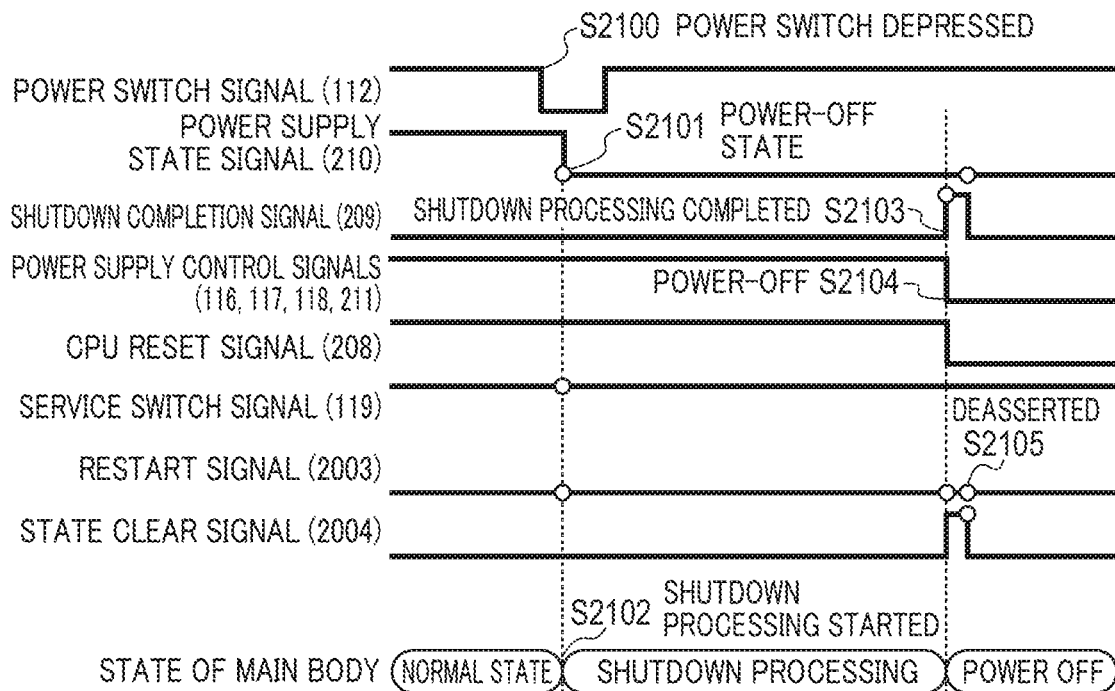 S2100 POWER SWITCH DEPRESSED
POWER SWITCH SIGNAL (112)
POWER SUPPLY
STATE SIGNAL (210)
S2101 POWER-OFF
STATE
SHUTDOWN COMPLETION SIGNAL (209)
SHUTDOWN PROCESSING COMPLETED S2103
POWER SUPPLY CONTROL SIGNALS
(116, 117, 118, 211)
POWER-OFF S2104
CPU RESET SIGNAL (208)
SERVICE SWITCH SIGNAL (119)
DEASSERTED
S2105
RESTART SIGNAL (2003)
STATE CLEAR SIGNAL (2004)
S2102 SHUTDOWN
PROCESSING STARTED
STATE OF MAIN BODY NORMAL STATE SHUTDOWN PROCESSING POWER OFF